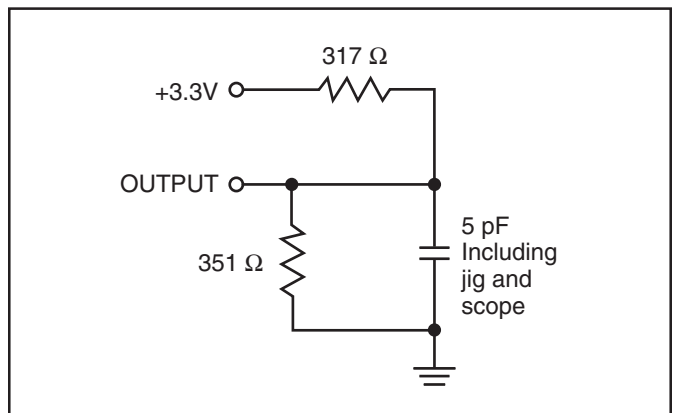 317 Ω
+3.3V
OUTPUT
351 Ω
5 pF
Including
jig and
scope